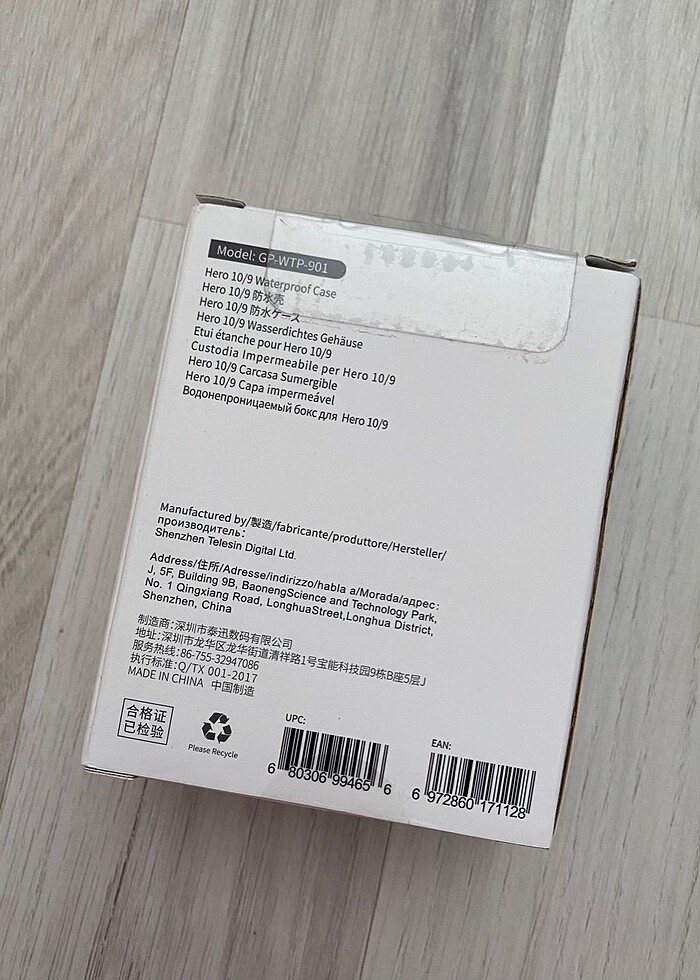 Model: GP-WTP-901
Hero 10/9 Waterproof Case
Hero 10/9 防水壳
Hero 10/9 防水ケース
Hero 10/9 Wasserdichtes Gehäuse
Etui étanche pour Hero 10/9
Custodia Impermeabile per Hero 10/9
Hero 10/9 Carcasa Sumergible
Hero 10/9 Capa impermeável
Водонепроницаемый бокс для Hero 10/9
Manufactured by/製造/fabricante/produttore/Hersteller/
производитель:
Shenzhen Telesin Digital Ltd.
Address/住所/Adresse/indirizzo/habla a/Morada/адрес:
J, 5F, Building 9B, BaonengScience and Technology Park,
No. 1 Qingxiang Road, LonghuaStreet,Longhua District,
Shenzhen, China
制造商:深圳市泰迅数码有限公司
地址:深圳市龙华区龙华街道清祥路1号宝能科技园9栋B座5层J
服务热线:86-755-32947086
执行标准:Q/TX 001-2017
MADE IN CHINA 中国制造
合格证
已检验
Please Recycle
UPC:
6 80306 99465 6
EAN:
6 972860 171128